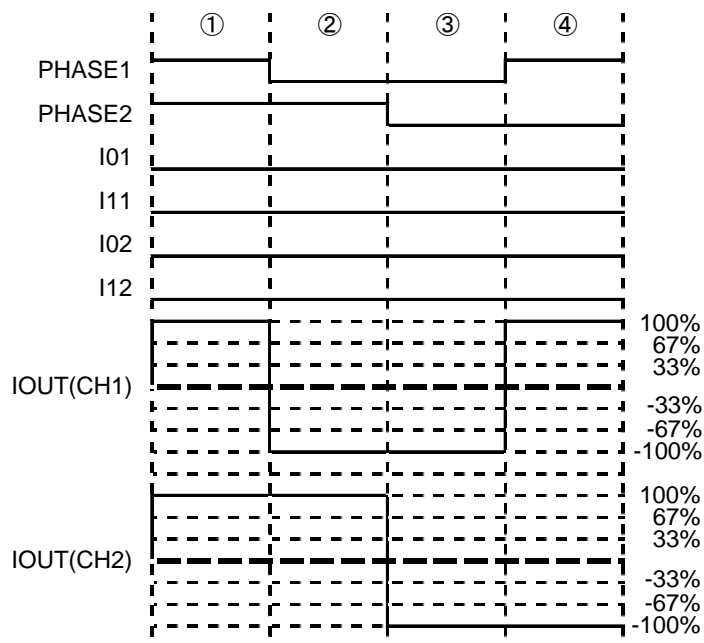 ① ② ③ ④
PHASE1
PHASE2
I01
I11
I02
I12
IOUT(CH1)
100%
67%
33%
-33%
-67%
-100%
IOUT(CH2)
100%
67%
33%
-33%
-67%
-100%